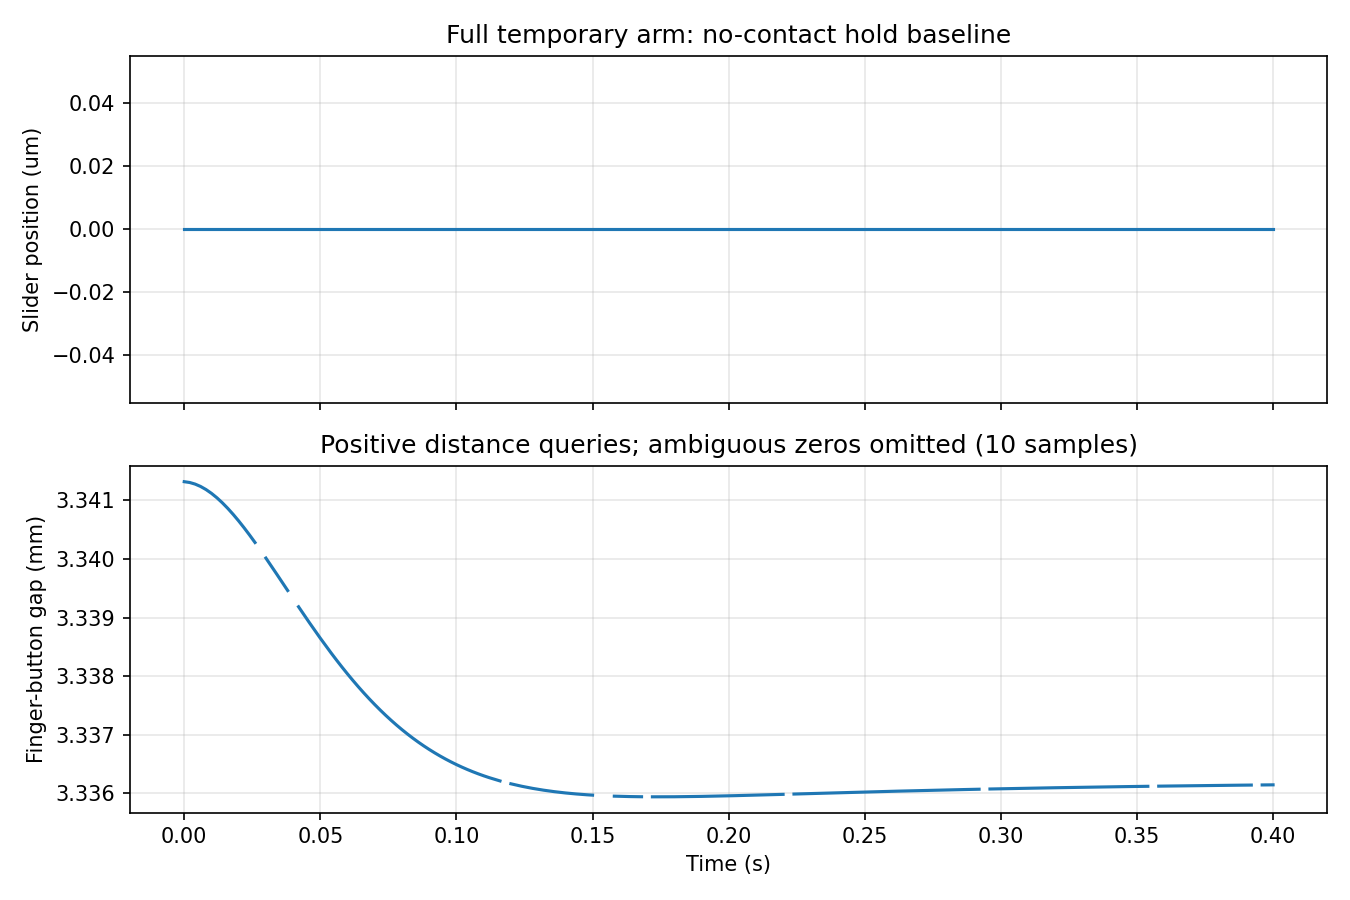 Full temporary arm: no-contact hold baseline
Slider position (um)
0.04
0.02
0.00
−0.02
−0.04
Positive distance queries; ambiguous zeros omitted (10 samples)
Finger-button gap (mm)
3.341
3.340
3.339
3.338
3.337
3.336
0.00 0.05 0.10 0.15 0.20 0.25 0.30 0.35 0.40
Time (s)